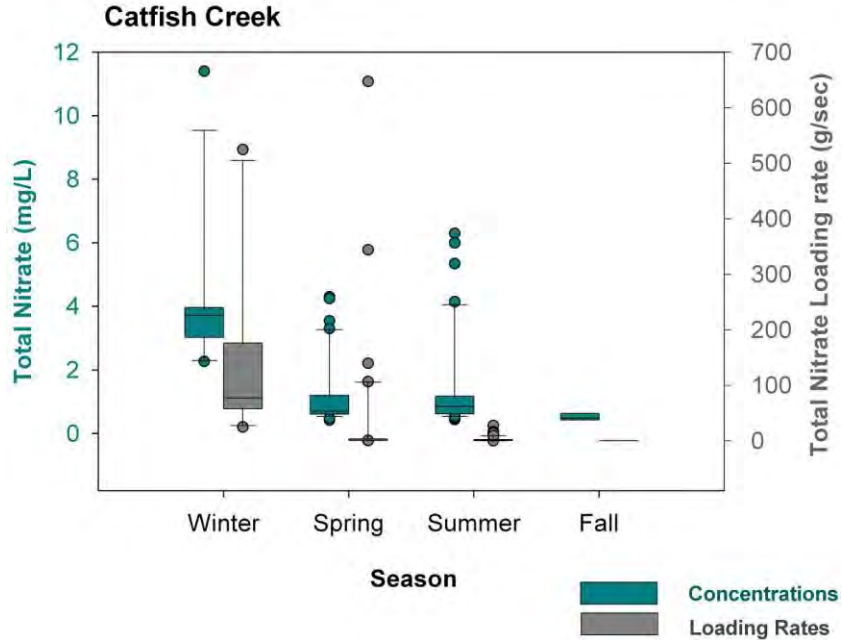 Catfish Creek
Total Nitrate (mg/L)
12
10
8
6
4
2
0
700
600
500
400
300
200
100
0
Total Nitrate Loading rate (g/sec)
Winter
Spring
Summer
Fall
Season
Concentrations
Loading Rates